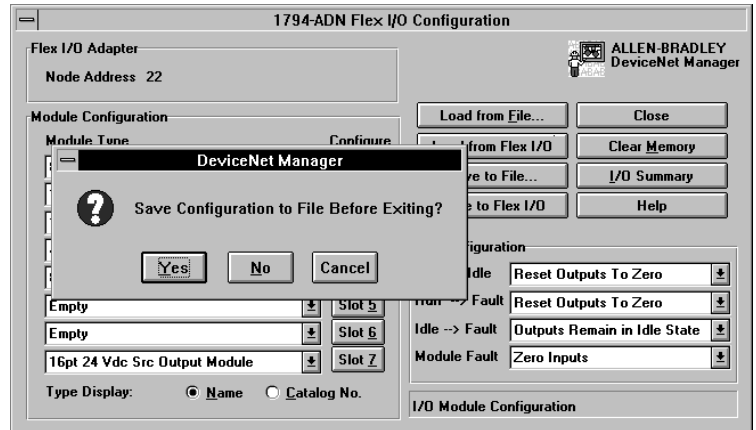 1794-ADN Flex I/O Configuration
Flex I/O Adapter
Node Address 22
ALLEN-BRADLEY
DeviceNet Manager
Module Configuration
Module Type
Configure
Load from File...
Close
from Flex I/O
Clear Memory
to File...
I/O Summary
to Flex I/O
Help
DeviceNet Manager
Save Configuration to File Before Exiting?
Yes
No
Cancel
Idle
Reset Outputs To Zero
Fault
Reset Outputs To Zero
Idle --> Fault
Outputs Remain in Idle State
Module Fault
Zero Inputs
Empty
Slot 5
Empty
Slot 6
16pt 24 Vdc Src Output Module
Slot 7
Type Display:
Name
Catalog No.
I/O Module Configuration